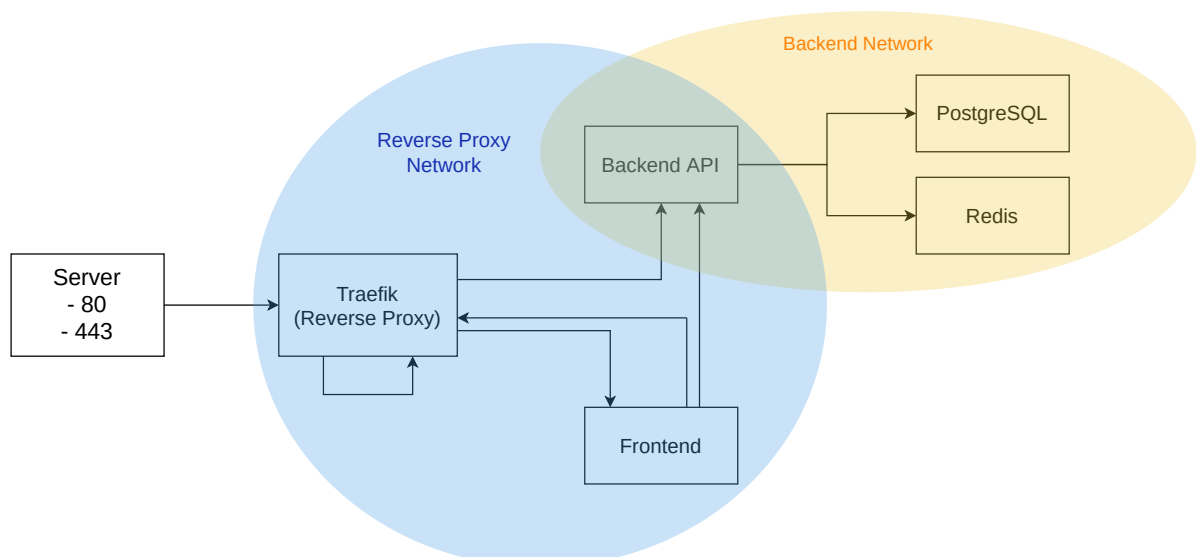 Backend Network
PostgreSQL
Reverse Proxy
Network
Backend API
Redis
Server
- 80
- 443
Traefik
(Reverse Proxy)
Frontend